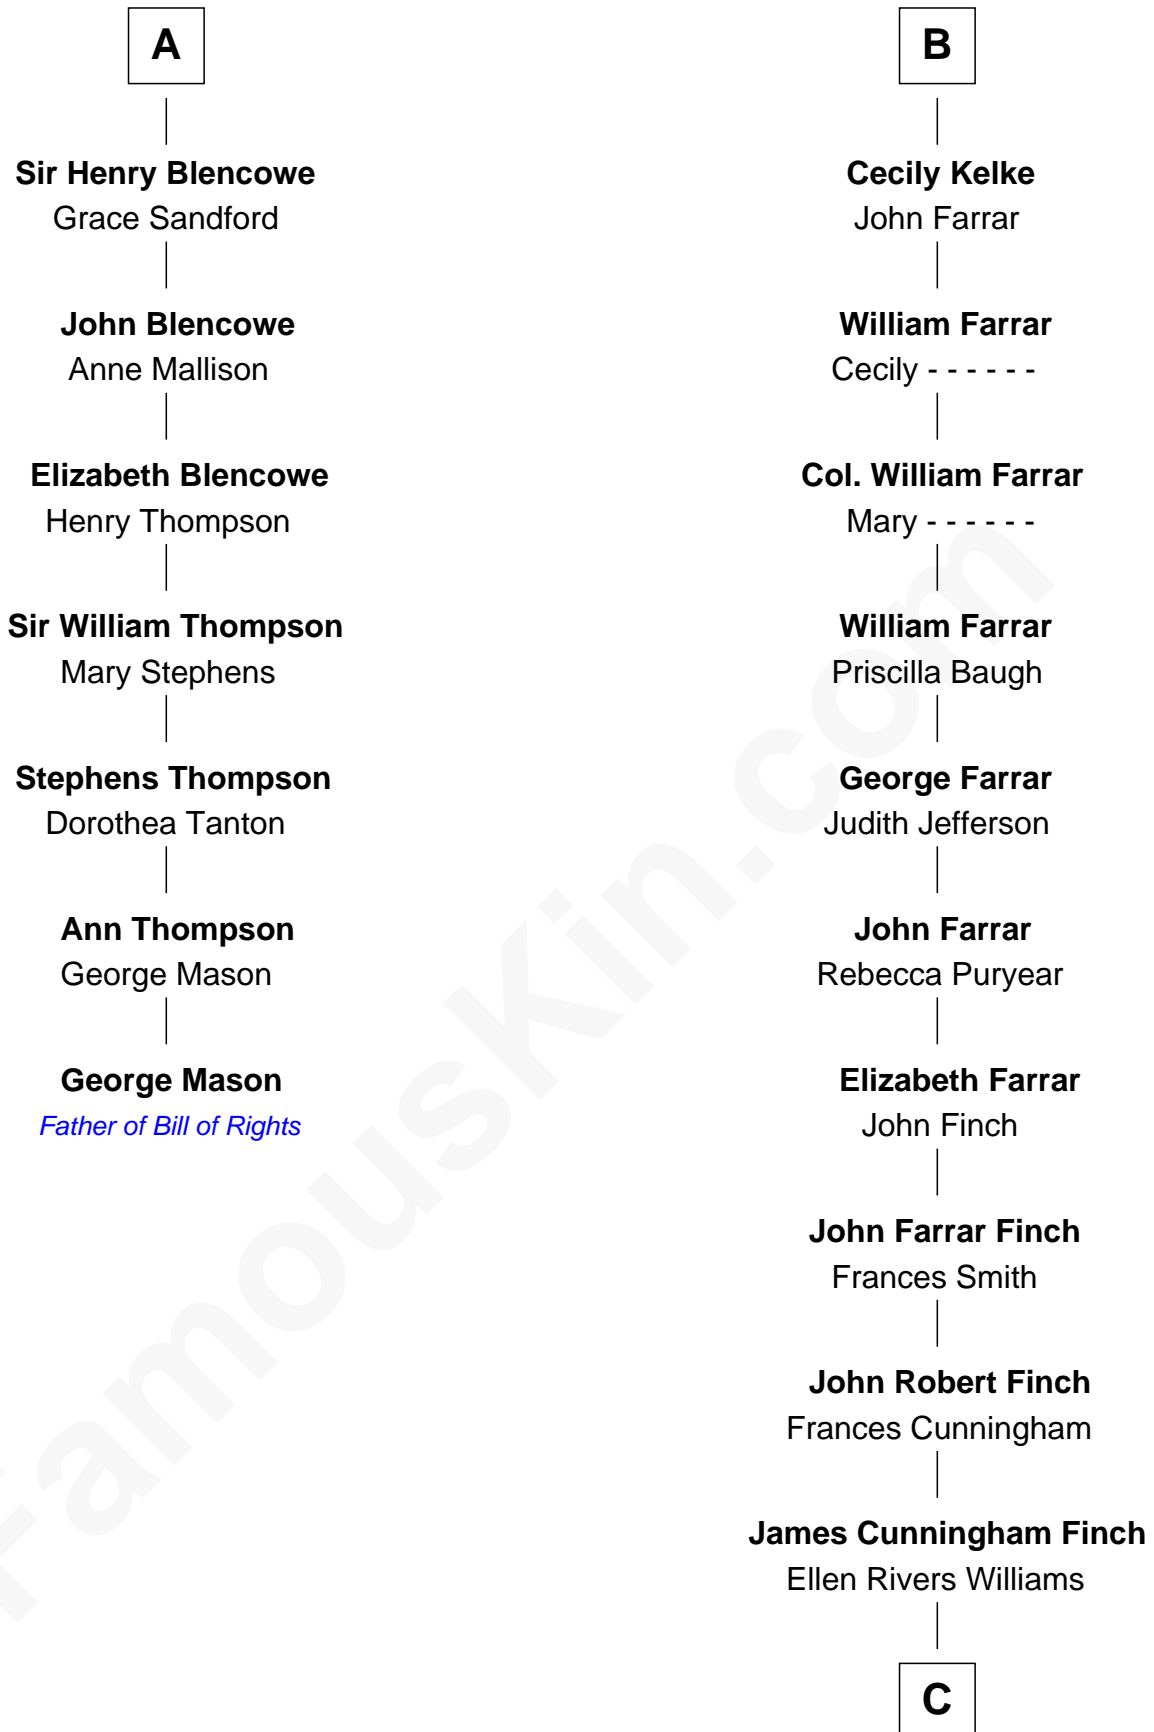 A
Sir Henry Blencowe
Grace Sandford
John Blencowe
Anne Mallison
Elizabeth Blencowe
Henry Thompson
Sir William Thompson
Mary Stephens
Stephens Thompson
Dorothea Tanton
Ann Thompson
George Mason
George Mason
Father of Bill of Rights
B
Cecily Kelke
John Farrar
William Farrar
Cecily - - - - - -
Col. William Farrar
Mary - - - - - -
William Farrar
Priscilla Baugh
George Farrar
Judith Jefferson
John Farrar
Rebecca Puryear
Elizabeth Farrar
John Finch
John Farrar Finch
Frances Smith
John Robert Finch
Frances Cunningham
James Cunningham Finch
Ellen Rivers Williams
C
FamousKin.com